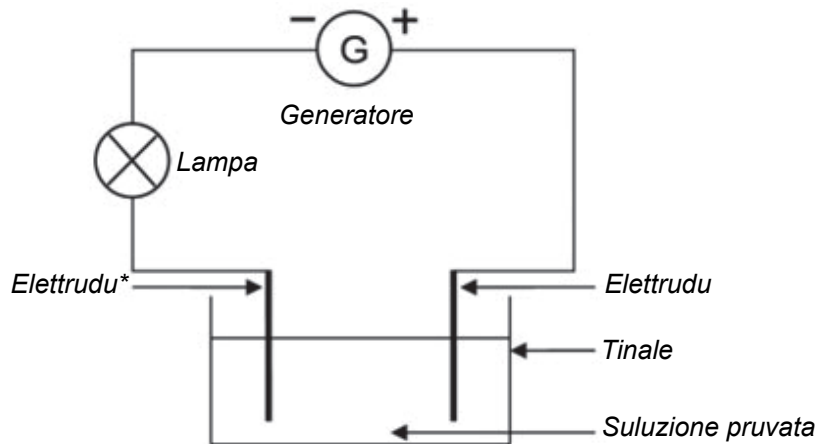 − G +
Generatore
Lampa
Elettrudu*
Elettrudu
Tinale
Suluzione pruvata